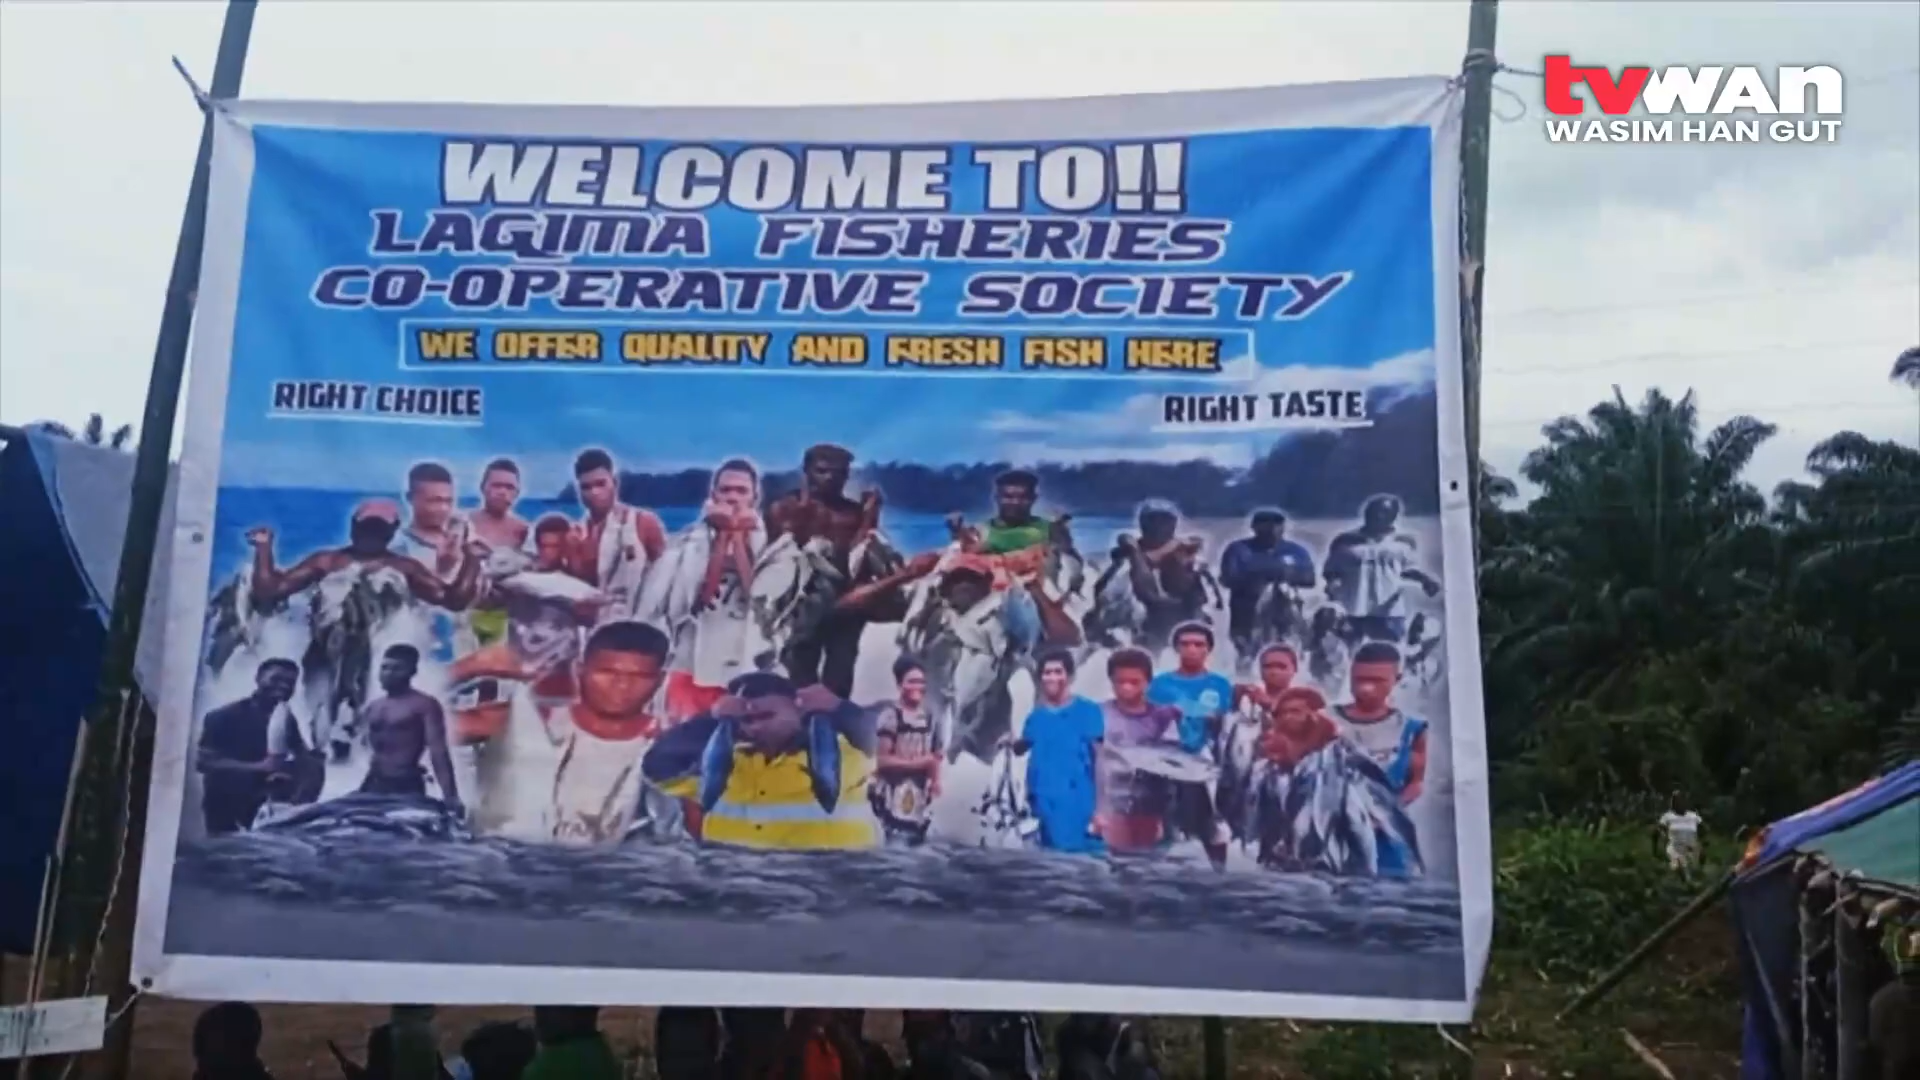 tvwan
WASIM HAN GUT
WELCOME TO!!
LAGIMA FISHERIES
CO-OPERATIVE SOCIETY
WE OFFER QUALITY AND FRESH FISH HERE
RIGHT CHOICE
RIGHT TASTE